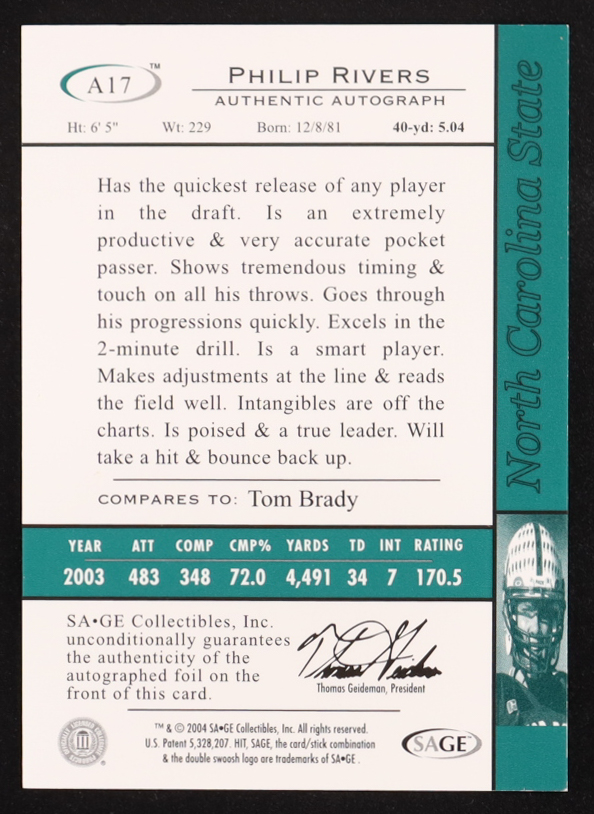 A17 ™
PHILIP RIVERS
AUTHENTIC AUTOGRAPH
Ht: 6' 5" Wt: 229 Born: 12/8/81 40-yd: 5.04
Has the quickest release of any player
in the draft. Is an extremely
productive & very accurate pocket
passer. Shows tremendous timing &
touch on all his throws. Goes through
his progressions quickly. Excels in the
2-minute drill. Is a smart player.
Makes adjustments at the line & reads
the field well. Intangibles are off the
charts. Is poised & a true leader. Will
take a hit & bounce back up.
COMPARES TO: Tom Brady
YEAR ATT COMP CMP% YARDS TD INT RATING
2003 483 348 72.0 4,491 34 7 170.5
SA•GE Collectibles, Inc.
unconditionally guarantees
the authenticity of the
autographed foil on the
front of this card.
Thomas Geideman, President
™ & © 2004 SA•GE Collectibles, Inc. All rights reserved.
U.S. Patent 5,328,207. HIT, SAGE, the card/stick combination
& the double swoosh logo are trademarks of SA•GE .
SAGE
North Carolina State